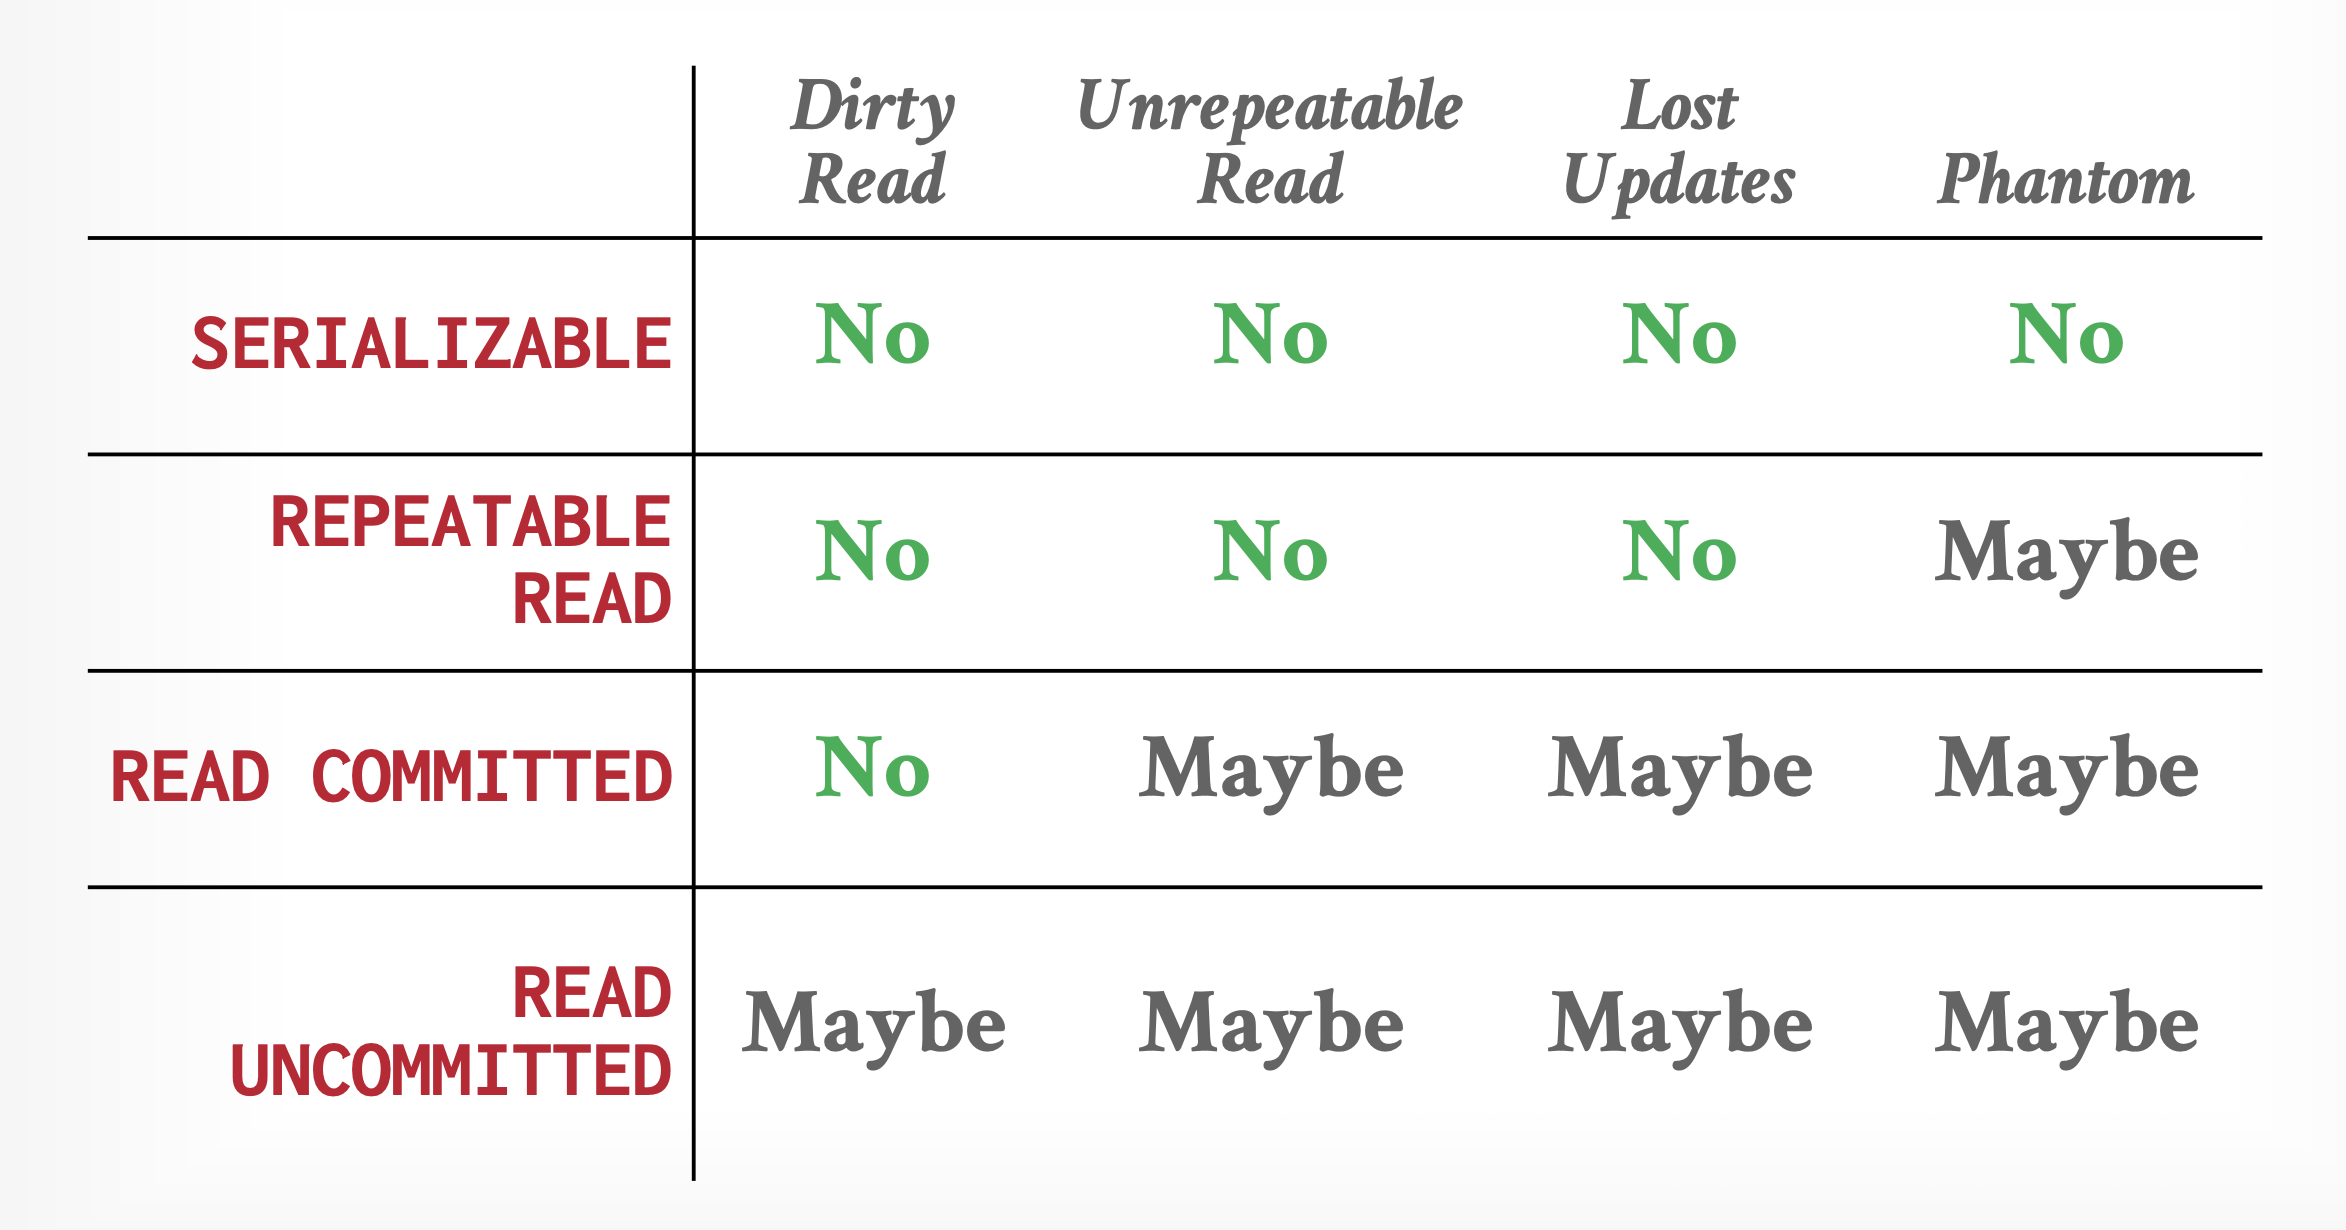 Dirty Read Unrepeatable Read Lost Updates Phantom
SERIALIZABLE No No No No
REPEATABLE READ No No No Maybe
READ COMMITTED No Maybe Maybe Maybe
READ UNCOMMITTED Maybe Maybe Maybe Maybe